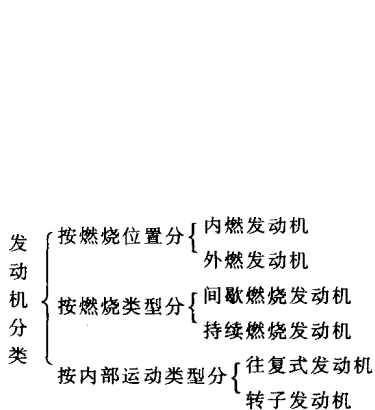 发动机分类
按燃烧位置分
内燃发动机
外燃发动机
按燃烧类型分
间歇燃烧发动机
持续燃烧发动机
按内部运动类型分
往复式发动机
转子发动机